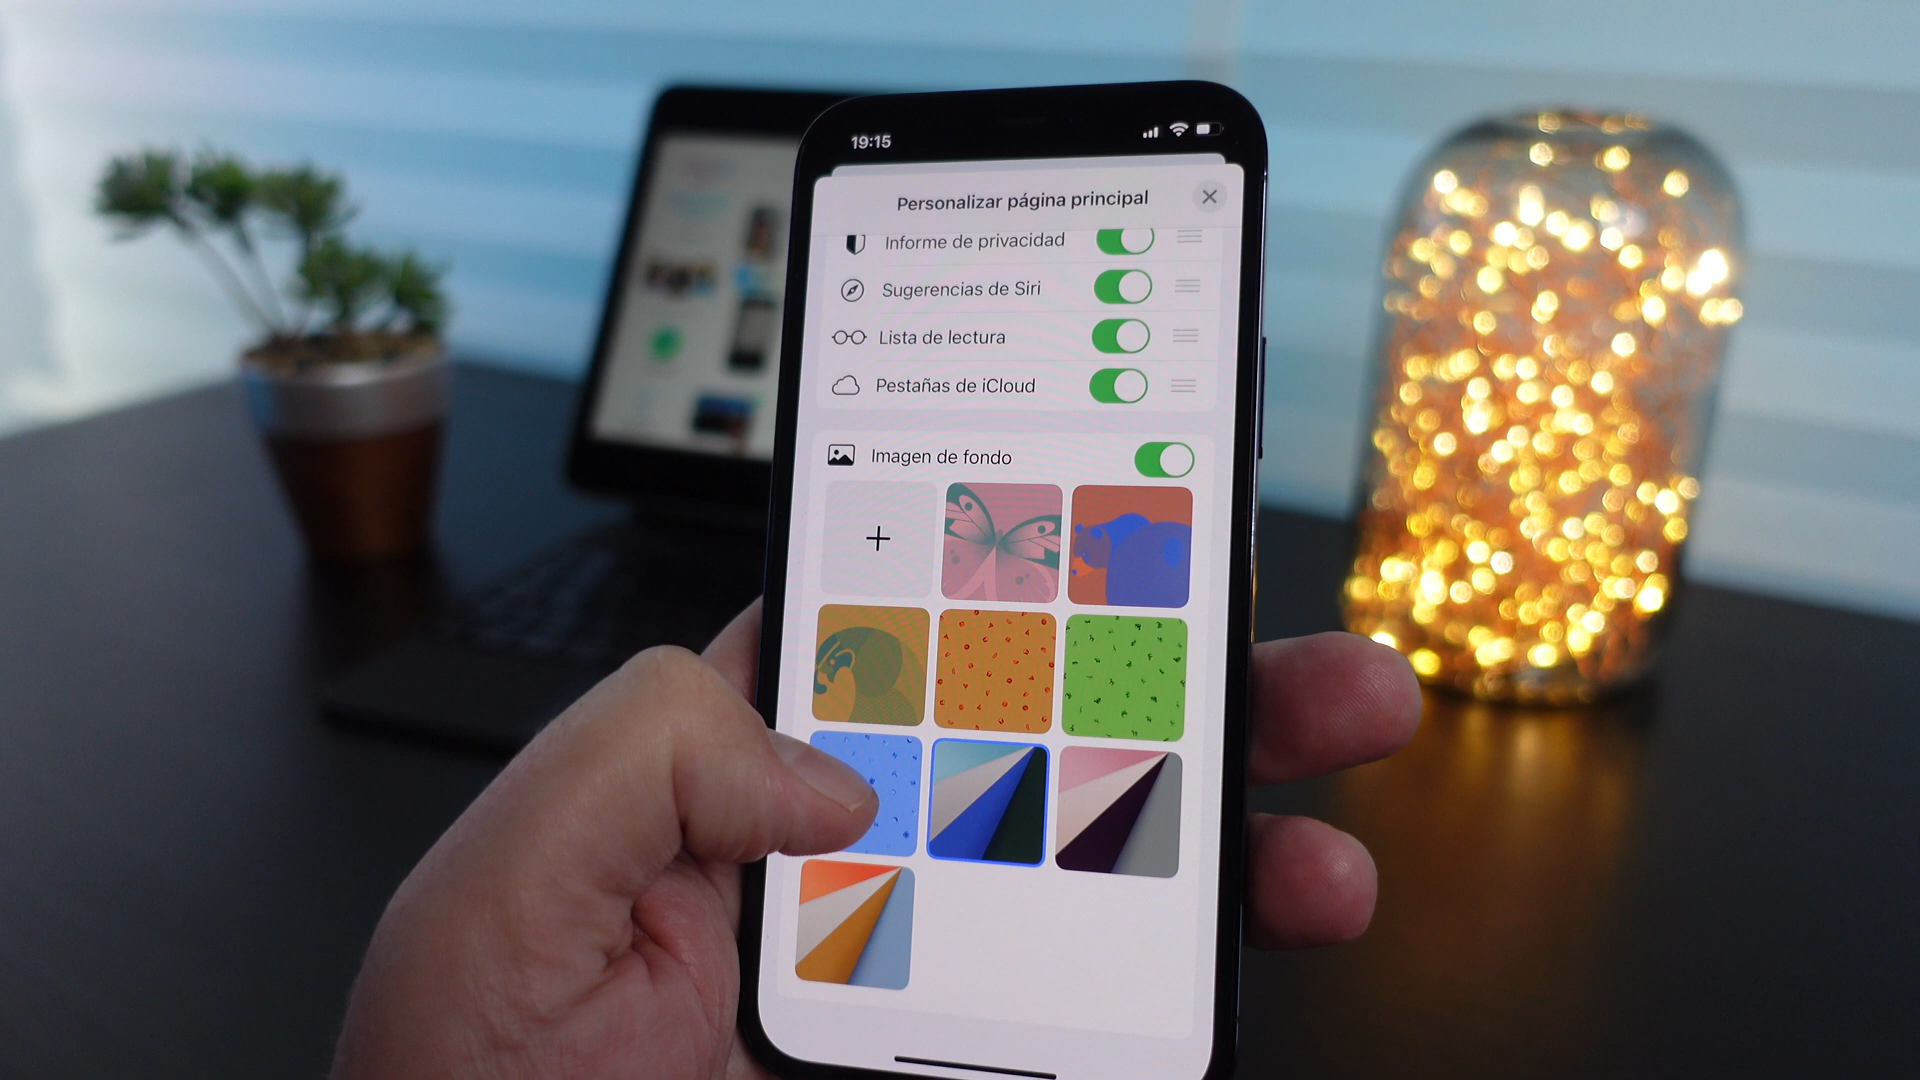 19:15
Personalizar página principal
Informe de privacidad
Sugerencias de Siri
Lista de lectura
Pestañas de iCloud
Imagen de fondo